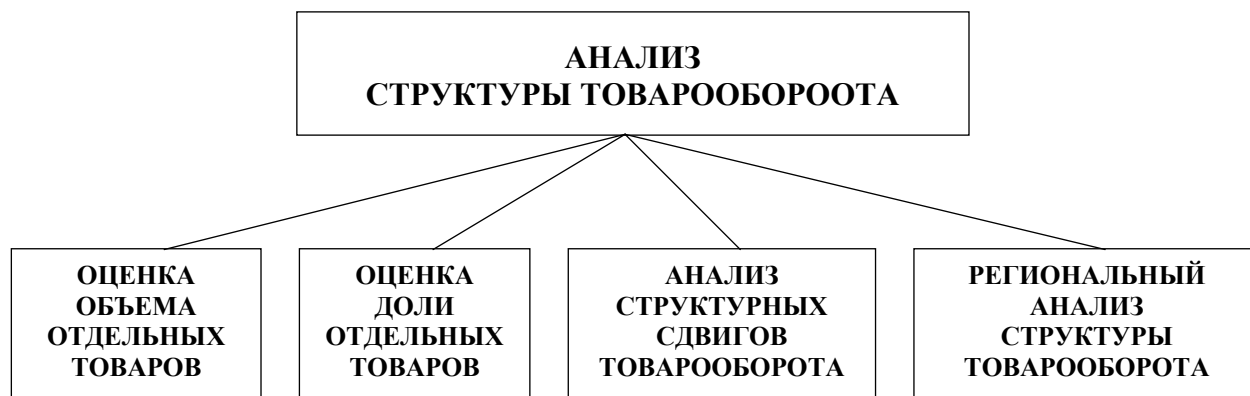 АНАЛИЗ
СТРУКТУРЫ ТОВАРООБОРООТА
ОЦЕНКА
ОБЪЕМА
ОТДЕЛЬНЫХ
ТОВАРОВ
ОЦЕНКА
ДОЛИ
ОТДЕЛЬНЫХ
ТОВАРОВ
АНАЛИЗ
СТРУКТУРНЫХ
СДВИГОВ
ТОВАРООБОРОТА
РЕГИОНАЛЬНЫЙ
АНАЛИЗ
СТРУКТУРЫ
ТОВАРООБОРОТА